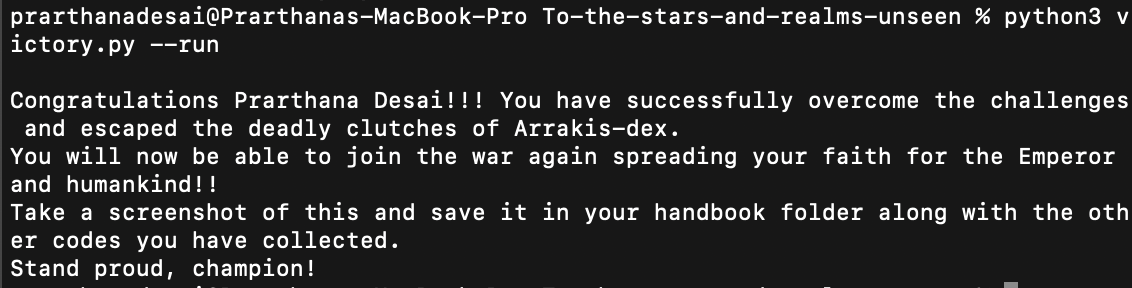 prarthanadesai@Prarthanas-MacBook-Pro To-the-stars-and-realms-unseen % python3 v
ictory.py --run
Congratulations Prarthana Desai!!! You have successfully overcome the challenges
 and escaped the deadly clutches of Arrakis-dex.
You will now be able to join the war again spreading your faith for the Emperor
and humankind!!
Take a screenshot of this and save it in your handbook folder along with the oth
er codes you have collected.
Stand proud, champion!